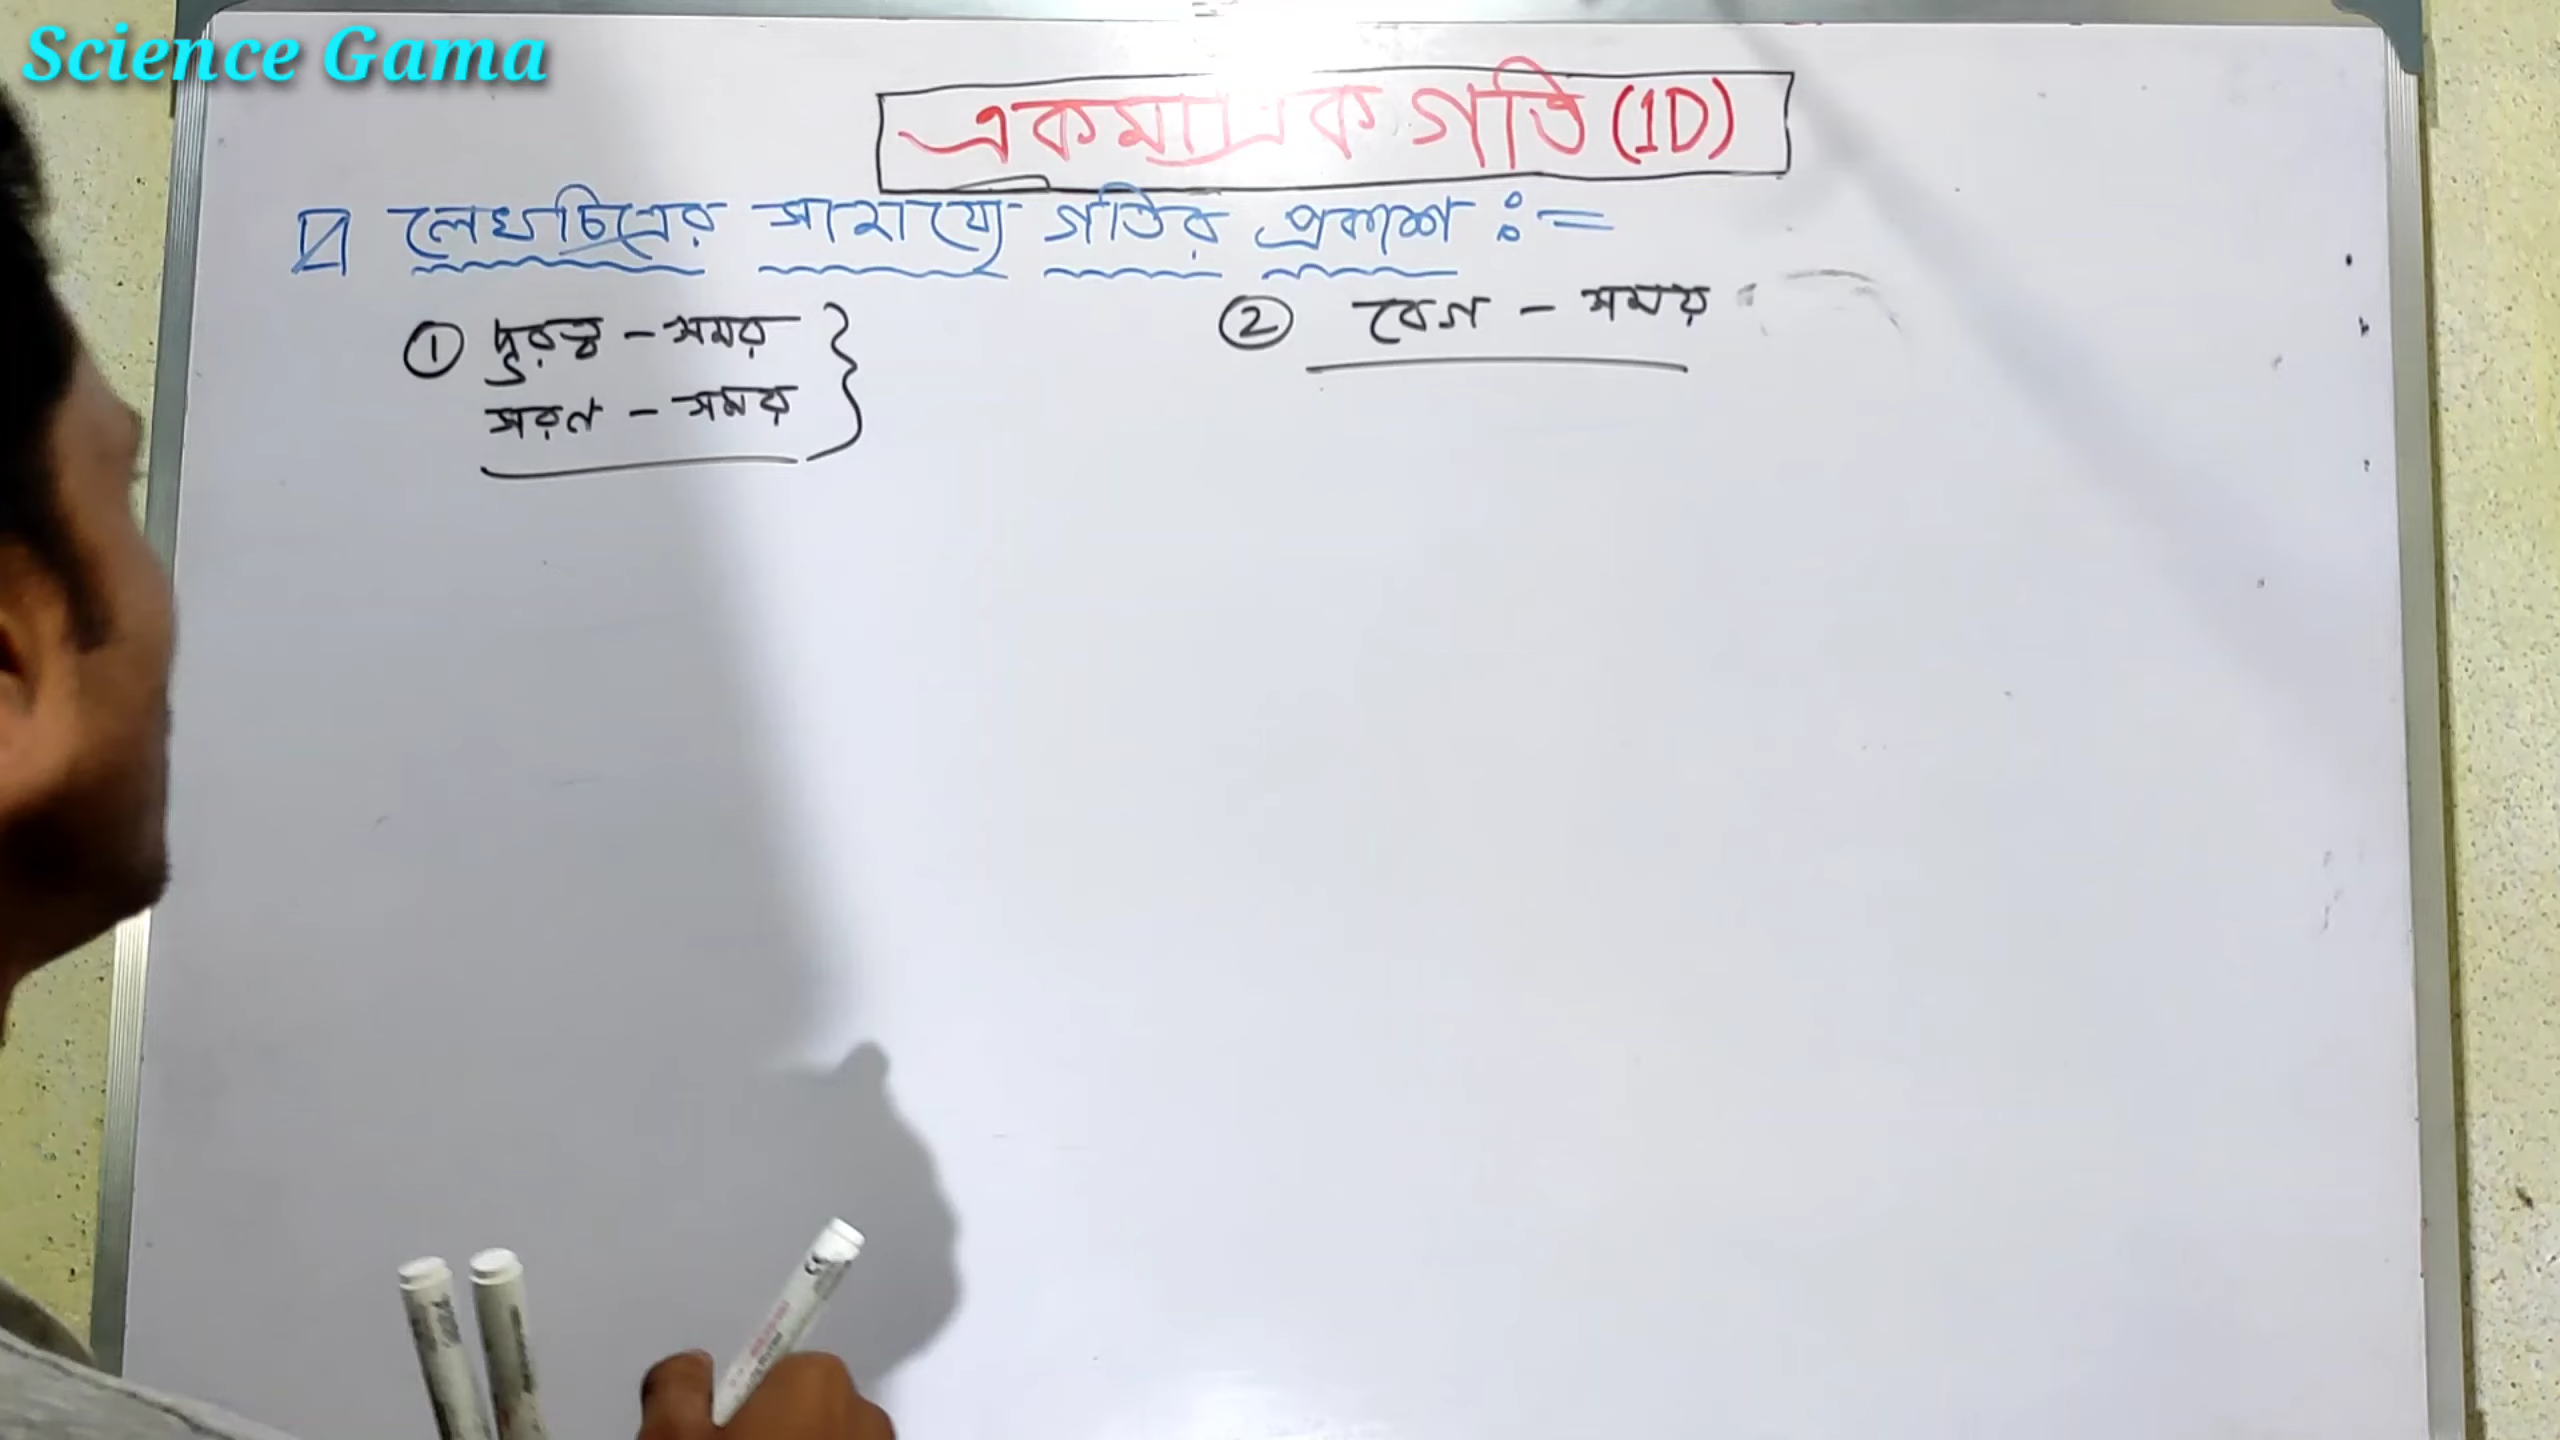 Science Gama
একমাত্রিক গতি (1D)
লেখচিত্রের সাহায্যে গতির প্রকাশ :=
① দূরত্ব - সময়
② বেগ - সময়
সরণ - সময়